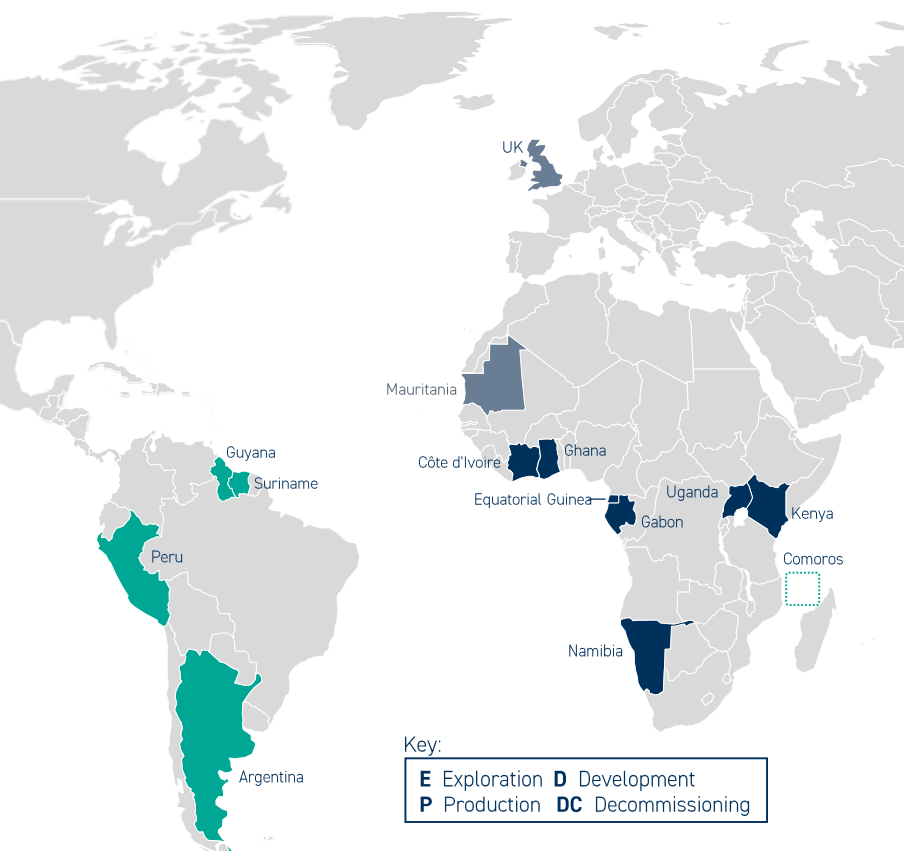 UK
Mauritania
Guyana
Ghana
Côte d'Ivoire
Suriname
Uganda
Equatorial Guinea
Kenya
Gabon
Peru
Comoros
Namibia
Argentina
Key:
E Exploration D Development
P Production DC Decommissioning